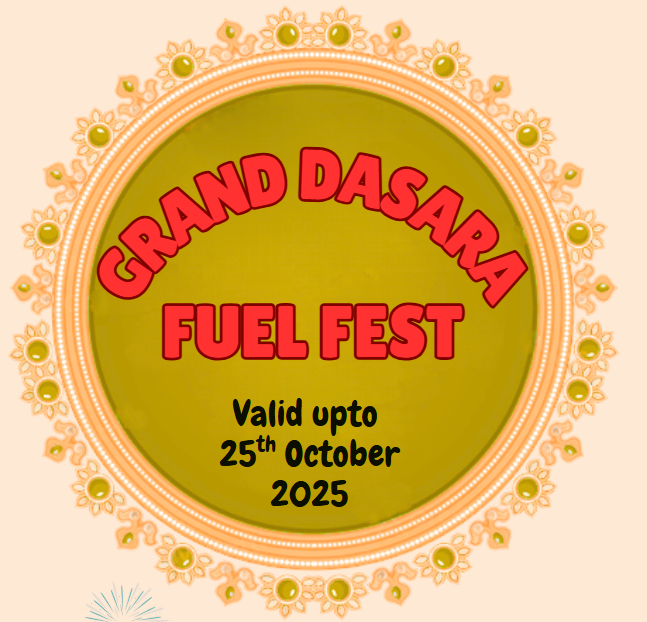 GRAND DASARA
FUEL FEST
Valid upto
25th October
2025